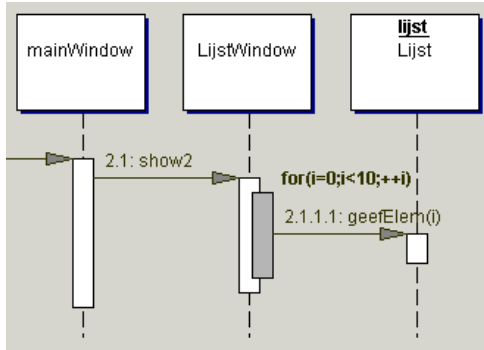 mainWindow
LijstWindow
lijst
Lijst
2.1: show2
for(i=0;i<10;++i)
2.1.1.1: geefElem(i)